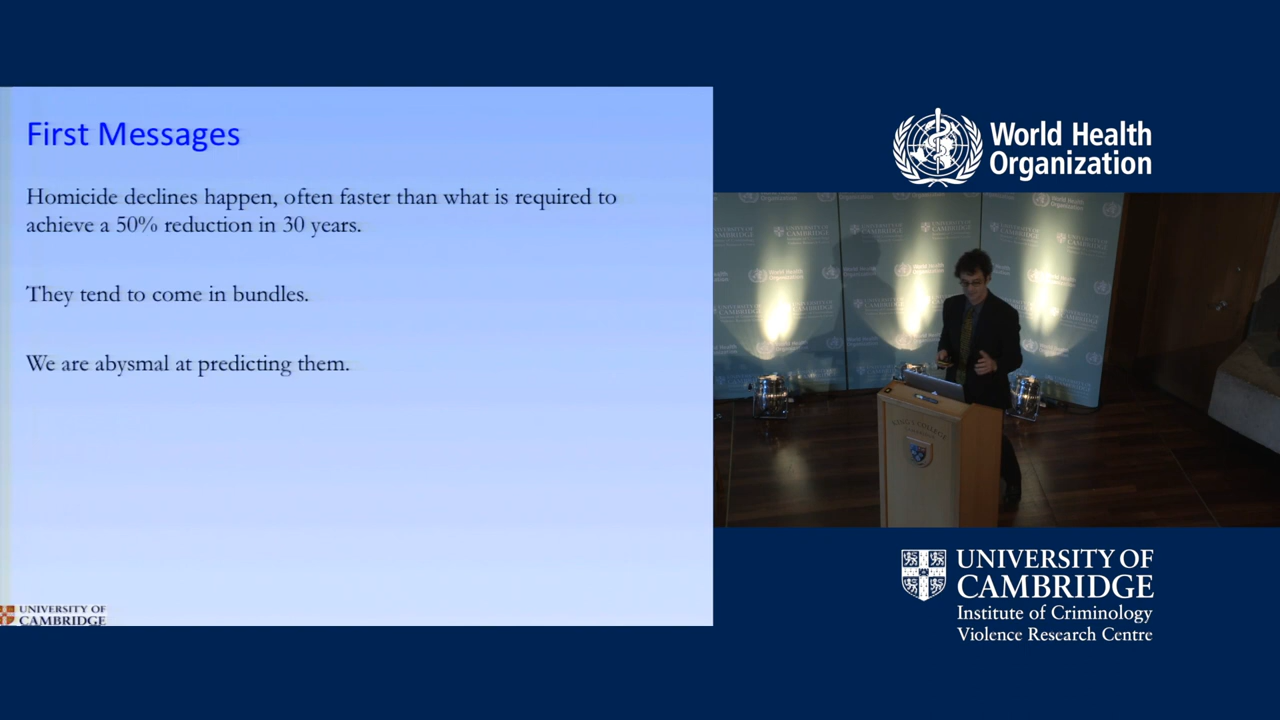 First Messages
Homicide declines happen, often faster than what is required to
achieve a 50% reduction in 30 years.
They tend to come in bundles.
We are abysmal at predicting them.
UNIVERSITY OF
CAMBRIDGE
World Health
Organization
UNIVERSITY OF
CAMBRIDGE
Institute of Criminology
Violence Research Centre